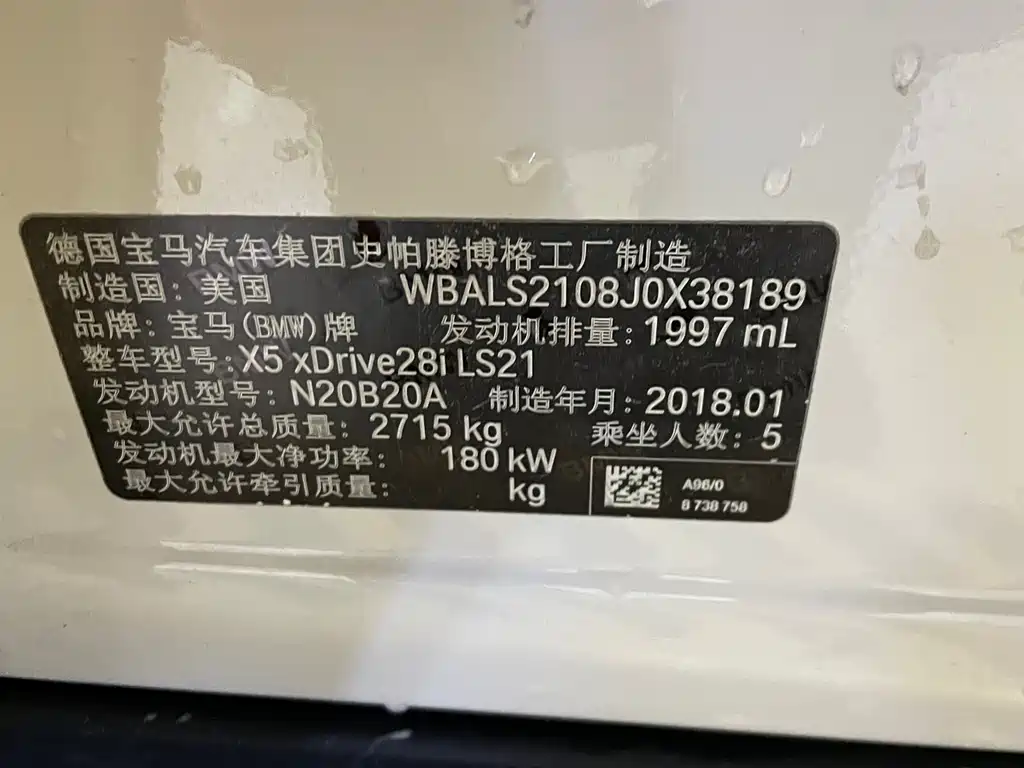 德国宝马汽车集团史帕滕博格工厂制造
制造国：美国 WBALS2108J0X38189
品牌：宝马(BMW)牌 发动机排量：1997 mL
整车型号：X5 xDrive28i LS21
发动机型号：N20B20A 制造年月：2018.01
最大允许总质量：2715 kg 乘坐人数：5
发动机最大净功率： 180 kW
最大允许牵引质量： kg
A96/0
8 738 758